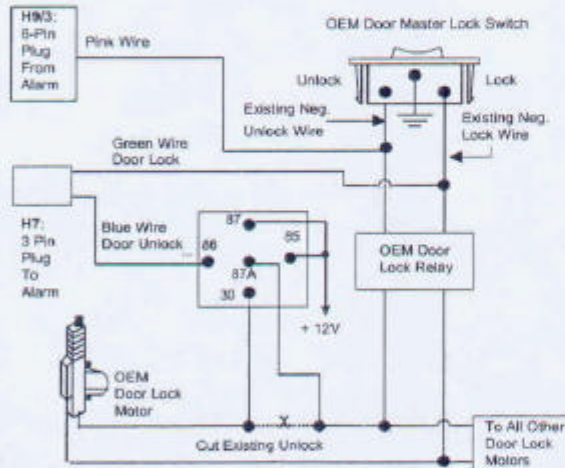 H9/3:
6-Pin
Plug
From
Alarm
Pink Wire
OEM Door Master Lock Switch
Unlock
Lock
Existing Neg.
Unlock Wire
Existing Neg.
Lock Wire
Green Wire
Door Lock
H7:
3 Pin
Plug
To
Alarm
Blue Wire
Door Unlock
87
86
85
87A
30
+ 12V
OEM Door
Lock Relay
OEM
Door Lock
Motor
X
Cut Existing Unlock
To All Other
Door Lock
Motors